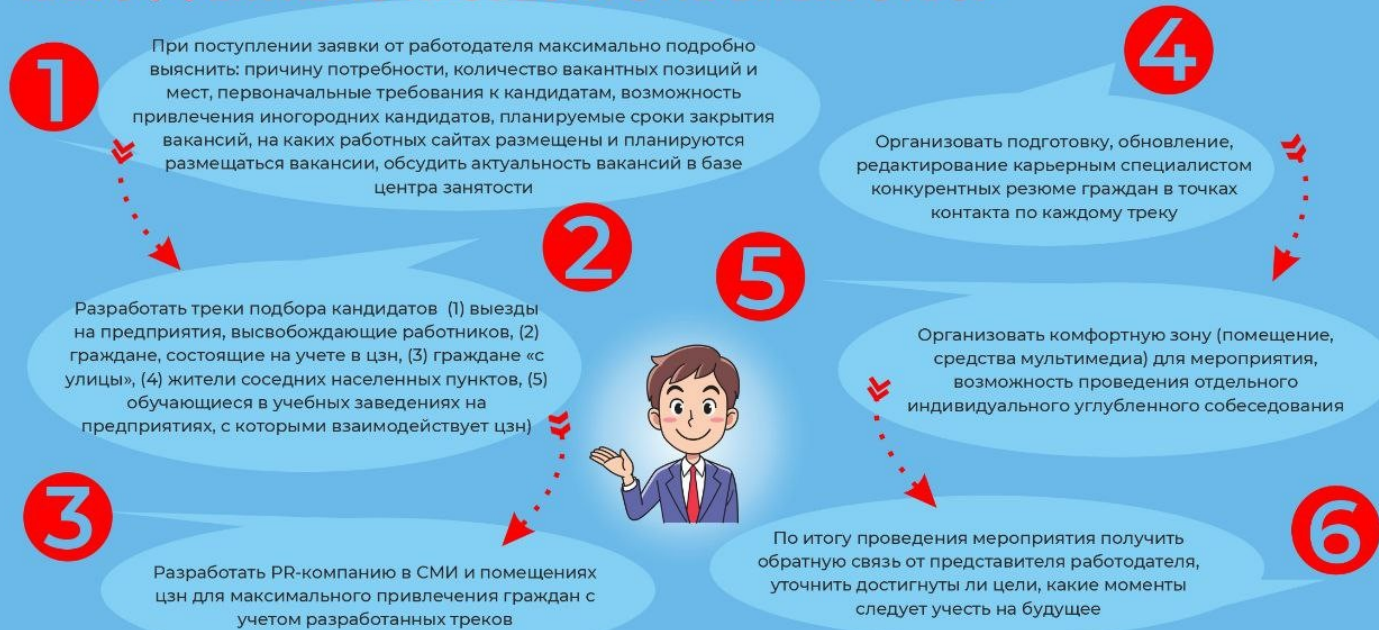 1
При поступлении заявки от работодателя максимально подробно
выяснить: причину потребности, количество вакантных позиций и
мест, первоначальные требования к кандидатам, возможность
привлечения иногородних кандидатов, планируемые сроки закрытия
вакансий, на каких работных сайтах размещены и планируются
размещаться вакансии, обсудить актуальность вакансий в базе
центра занятости
2
Разработать треки подбора кандидатов (1) выезды
на предприятия, высвобождающие работников, (2)
граждане, состоящие на учете в цзн, (3) граждане «с
улицы», (4) жители соседних населенных пунктов, (5)
обучающиеся в учебных заведениях на
предприятиях, с которыми взаимодействует цзн)
3
Разработать PR-компанию в СМИ и помещениях
цзн для максимального привлечения граждан с
учетом разработанных треков
4
Организовать подготовку, обновление,
редактирование карьерным специалистом
конкурентных резюме граждан в точках
контакта по каждому треку
5
Организовать комфортную зону (помещение,
средства мультимедиа) для мероприятия,
возможность проведения отдельного
индивидуального углубленного собеседования
6
По итогу проведения мероприятия получить
обратную связь от представителя работодателя,
уточнить достигнуты ли цели, какие моменты
следует учесть на будущее